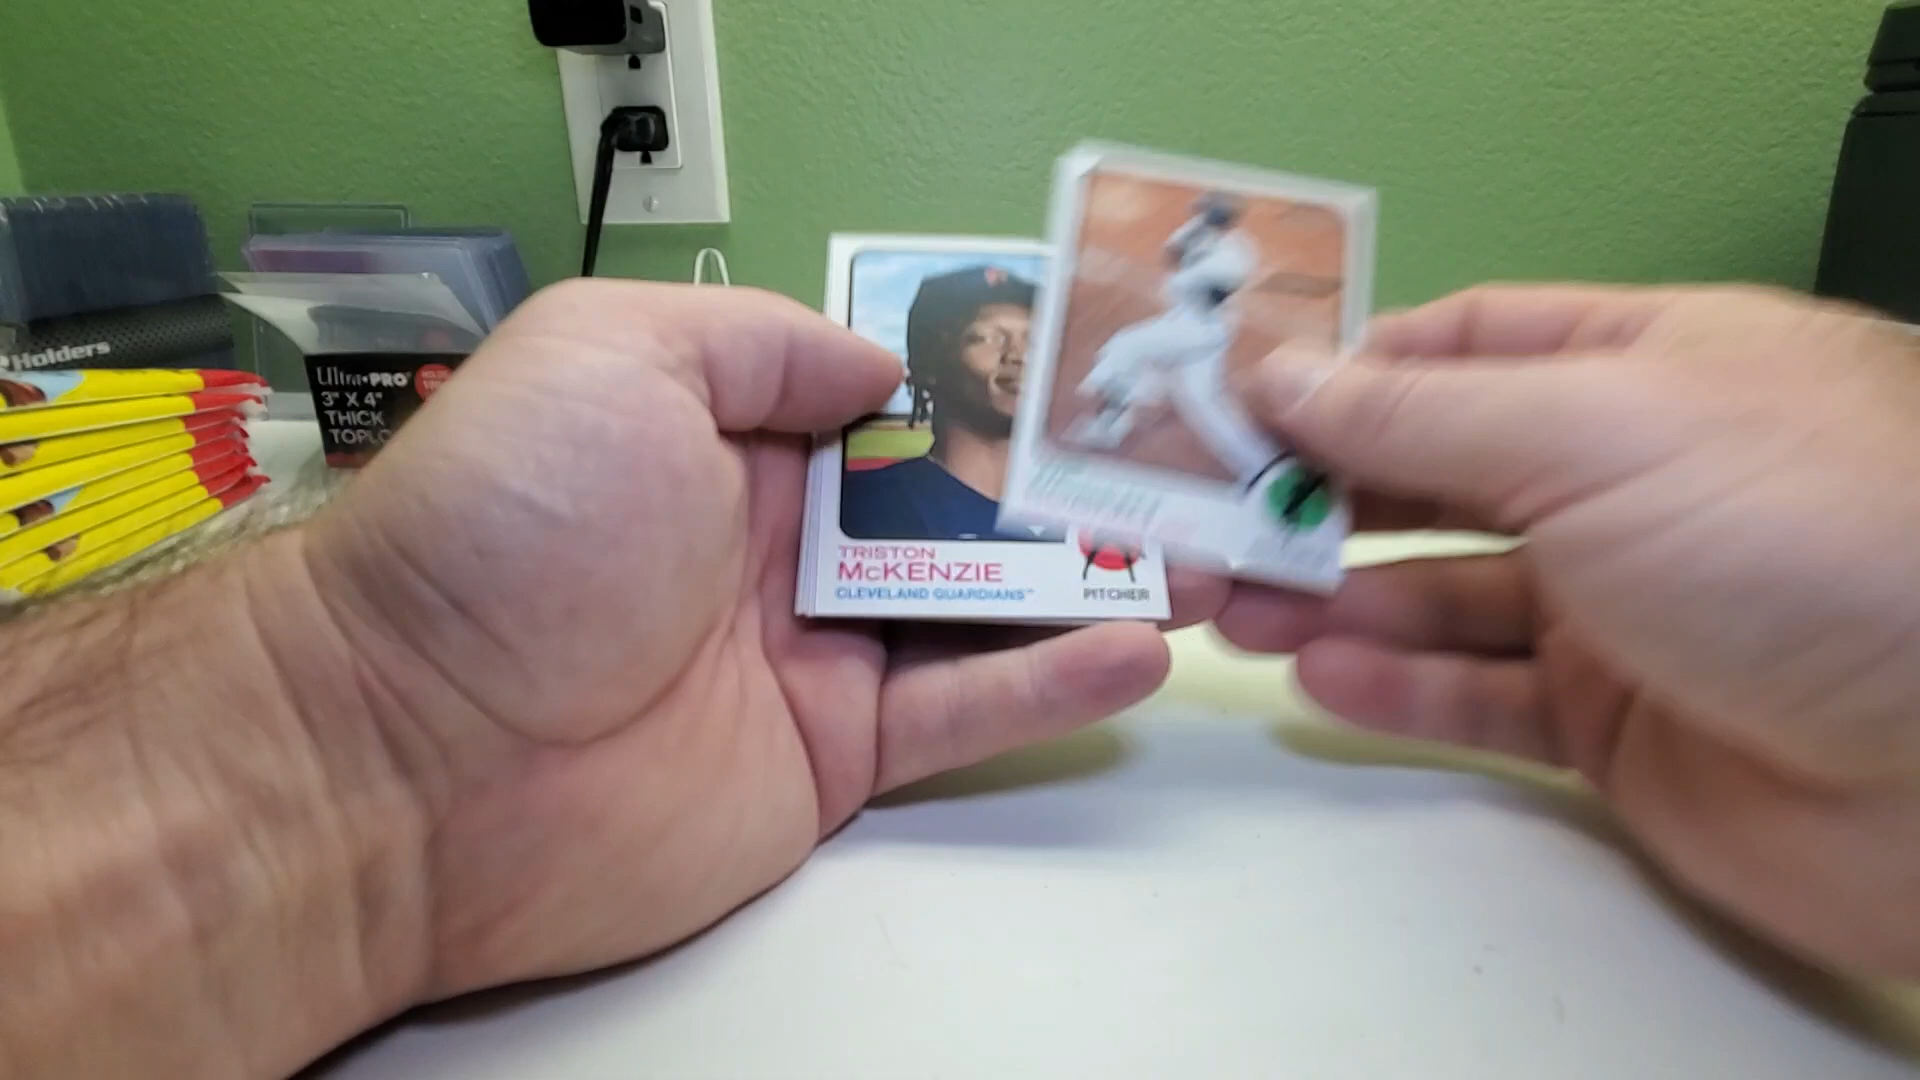 Holders
Ultra•PRO
3" X 4"
THICK
TOPLO
TRISTON
McKENZIE
CLEVELAND GUARDIANS™
PITCHER